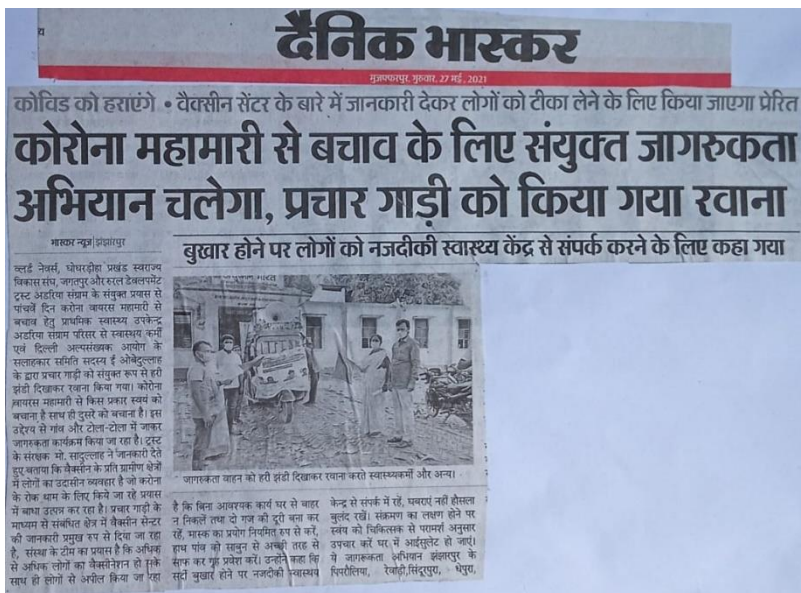 दैनिक भास्कर
मुजफ्फरपुर, गुरुवार, 27 मई, 2021
कोविड को हराएंगे • वैक्सीन सेंटर के बारे में जानकारी देकर लोगों को टीका लेने के लिए किया जाएगा प्रेरित
कोरोना महामारी से बचाव के लिए संयुक्त जागरुकता
अभियान चलेगा, प्रचार गाड़ी को किया गया रवाना
बुखार होने पर लोगों को नजदीकी स्वास्थ्य केंद्र से संपर्क करने के लिए कहा गया
भास्कर न्यूज|झंझारपुर
व्लर्ड नेवर्स, घोघरडीहा प्रखंड स्वराज्य
विकास संघ, जगतपुर और रुरल डेवलपमेंट
ट्रस्ट अडरिया संग्राम के संयुक्त प्रयास से
पांचवें दिन करोना वायरस महामारी से
बचाव हेतु प्राथमिक स्वास्थ्य उपकेन्द्र
अडरिया संग्राम परिसर से स्वास्थय कर्मी
एवं दिल्ली अल्पसंख्यक आयोग के
सलाहकार समिति सदस्य ई ओबैदुल्लाह
के द्वारा प्रचार गाड़ी को संयुक्त रूप से हरी
झंडी दिखाकर रवाना किया गया। कोरोना
वायरस महामारी से किस प्रकार स्वयं को
बचाना है साथ ही दुसरे को बचाना है। इस
उद्देश्य से गांव और टोला-टोला में जाकर
जागरुकता कार्यक्रम किया जा रहा है। ट्रस्ट
के संरक्षक मो. सादुल्लाह ने जानकारी देते
हुए बताया कि वैक्सीन के प्रति ग्रामीण क्षेत्रों
में लोगों का उदासीन व्यवहार है जो करोना
के रोक थाम के लिए किये जा रहे प्रयास
में बाधा उत्पन्न कर रहा है। प्रचार गाड़ी के
माध्यम से संबंधित क्षेत्र में वैक्सीन सेन्टर
की जानकारी प्रमुख रुप से दिया जा रहा
है, संस्था के टीम का प्रयास है कि अधिक
से अधिक लोगों का वैक्सीनेशन हो सके
साथ ही लोगों से अपील किया जा रहा
जागरुकता वाहन को हरी झंडी दिखाकर रवाना करते स्वास्थ्यकर्मी और अन्य।
है कि बिना आवश्यक कार्य घर से बाहर
न निकलें तथा दो गज की दूरी बना कर
रहें, मास्क का प्रयोग नियमित रुप से करें,
हाथ पांव को साबुन से अच्छी तरह से
साफ कर गृह प्रवेश करें। उन्होंने कहा कि
सर्दी बुखार होने पर नजदीकी स्वास्थय
केन्द्र से संपर्क में रहें, घबराएं नहीं हौसला
बुलंद रखें। संक्रमण का लक्षण होने पर
स्वंय को चिकित्सक से परामर्श अनुसार
उपचार करें घर में आईसुलेट हो जाएं।
ये जागरुकता अभियान झंझारपुर के
पिपरौलिया, रेवाड़ी, सिंदूरपुरा, धेपुरा,